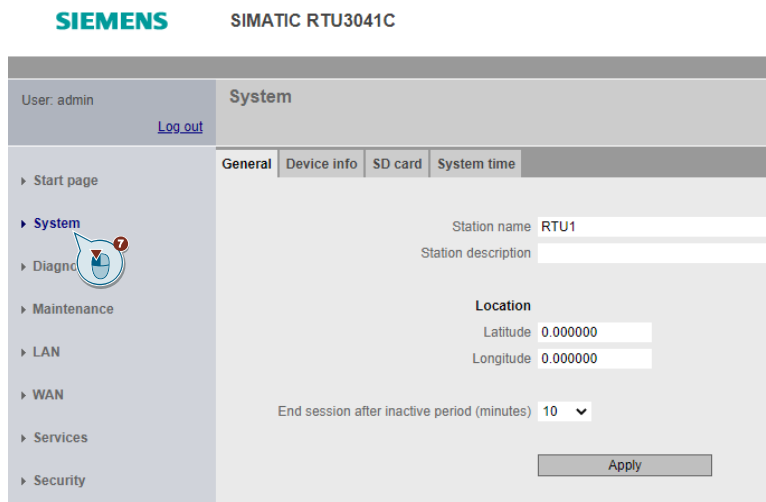 SIEMENS SIMATIC RTU3041C
User: admin
Log out
System
General Device info SD card System time
Start page
System
7
Diagno
Maintenance
LAN
WAN
Services
Security
Station name RTU1
Station description
Location
Latitude 0.000000
Longitude 0.000000
End session after inactive period (minutes) 10
Apply